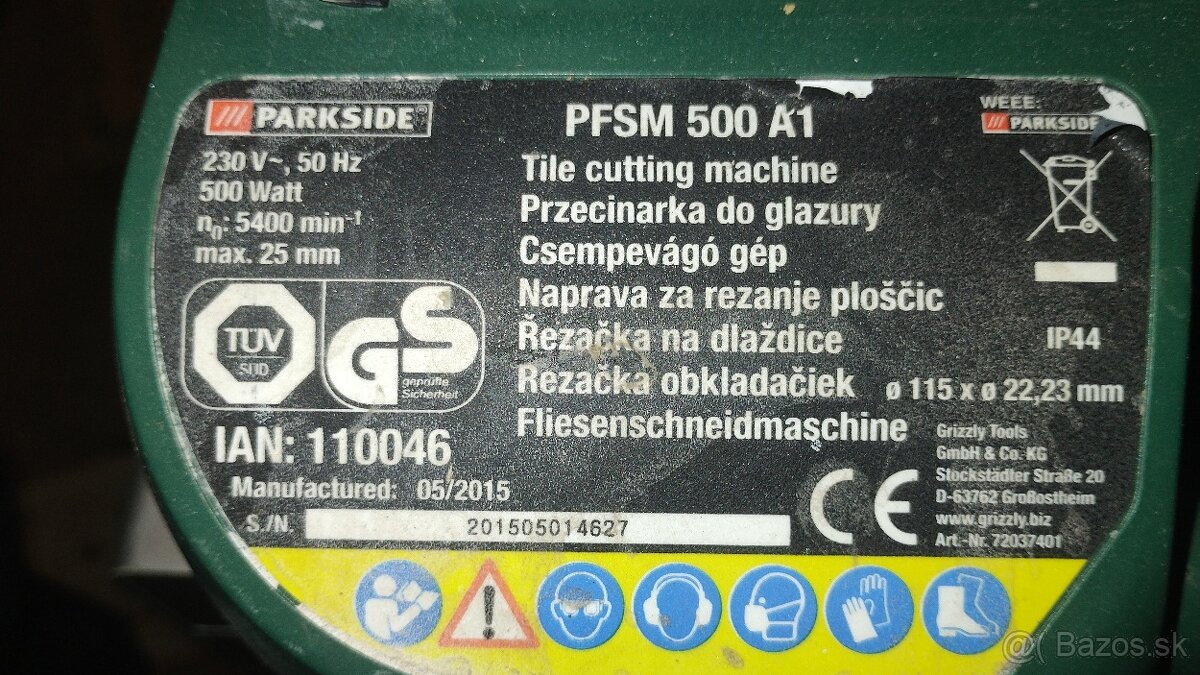 PARKSIDE
230 V~, 50 Hz
500 Watt
n₀: 5400 min⁻¹
max. 25 mm
TÜV
SÜD
GS
geprüfte
Sicherheit
IAN: 110046
Manufactured: 05/2015
S./N. 201505014627
PFSM 500 A1
Tile cutting machine
Przecinarka do glazury
Csempevágó gép
Naprava za rezanje ploščic
Řezačka na dlaždice
Rezačka obkladačiek
Fliesenschneidmaschine
WEEE:
PARKSIDE
IP44
ø 115 x ø 22,23 mm
CE
Grizzly Tools
GmbH & Co. KG
Stockstädter Straße 20
D-63762 Großostheim
www.grizzly.biz
Art.-Nr. 72037401
Bazos.sk